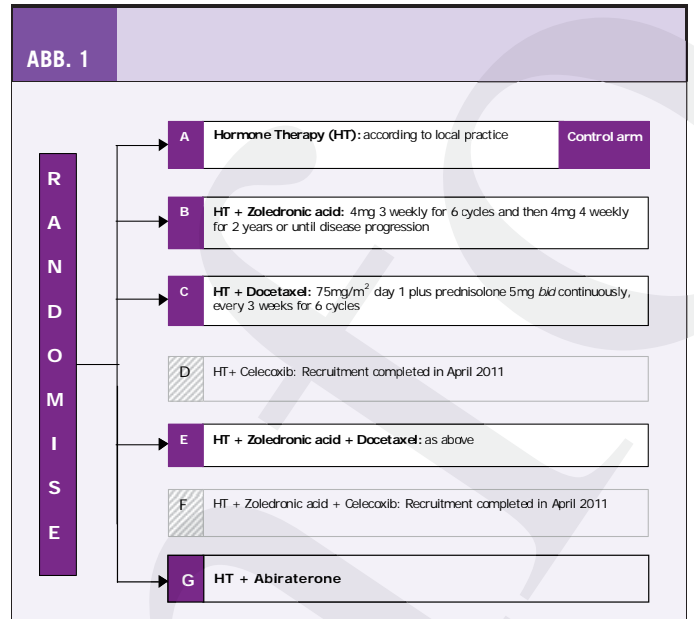 ABB. 1
RANDOMISE
A Hormone Therapy (HT): according to local practice Control arm
B HT + Zoledronic acid: 4mg 3 weekly for 6 cycles and then 4mg 4 weekly
for 2 years or until disease progression
C HT + Docetaxel: 75mg/m² day 1 plus prednisolone 5mg bid continuously,
every 3 weeks for 6 cycles
D HT+ Celecoxib: Recruitment completed in April 2011
E HT + Zoledronic acid + Docetaxel: as above
F HT + Zoledronic acid + Celecoxib: Recruitment completed in April 2011
G HT + Abiraterone